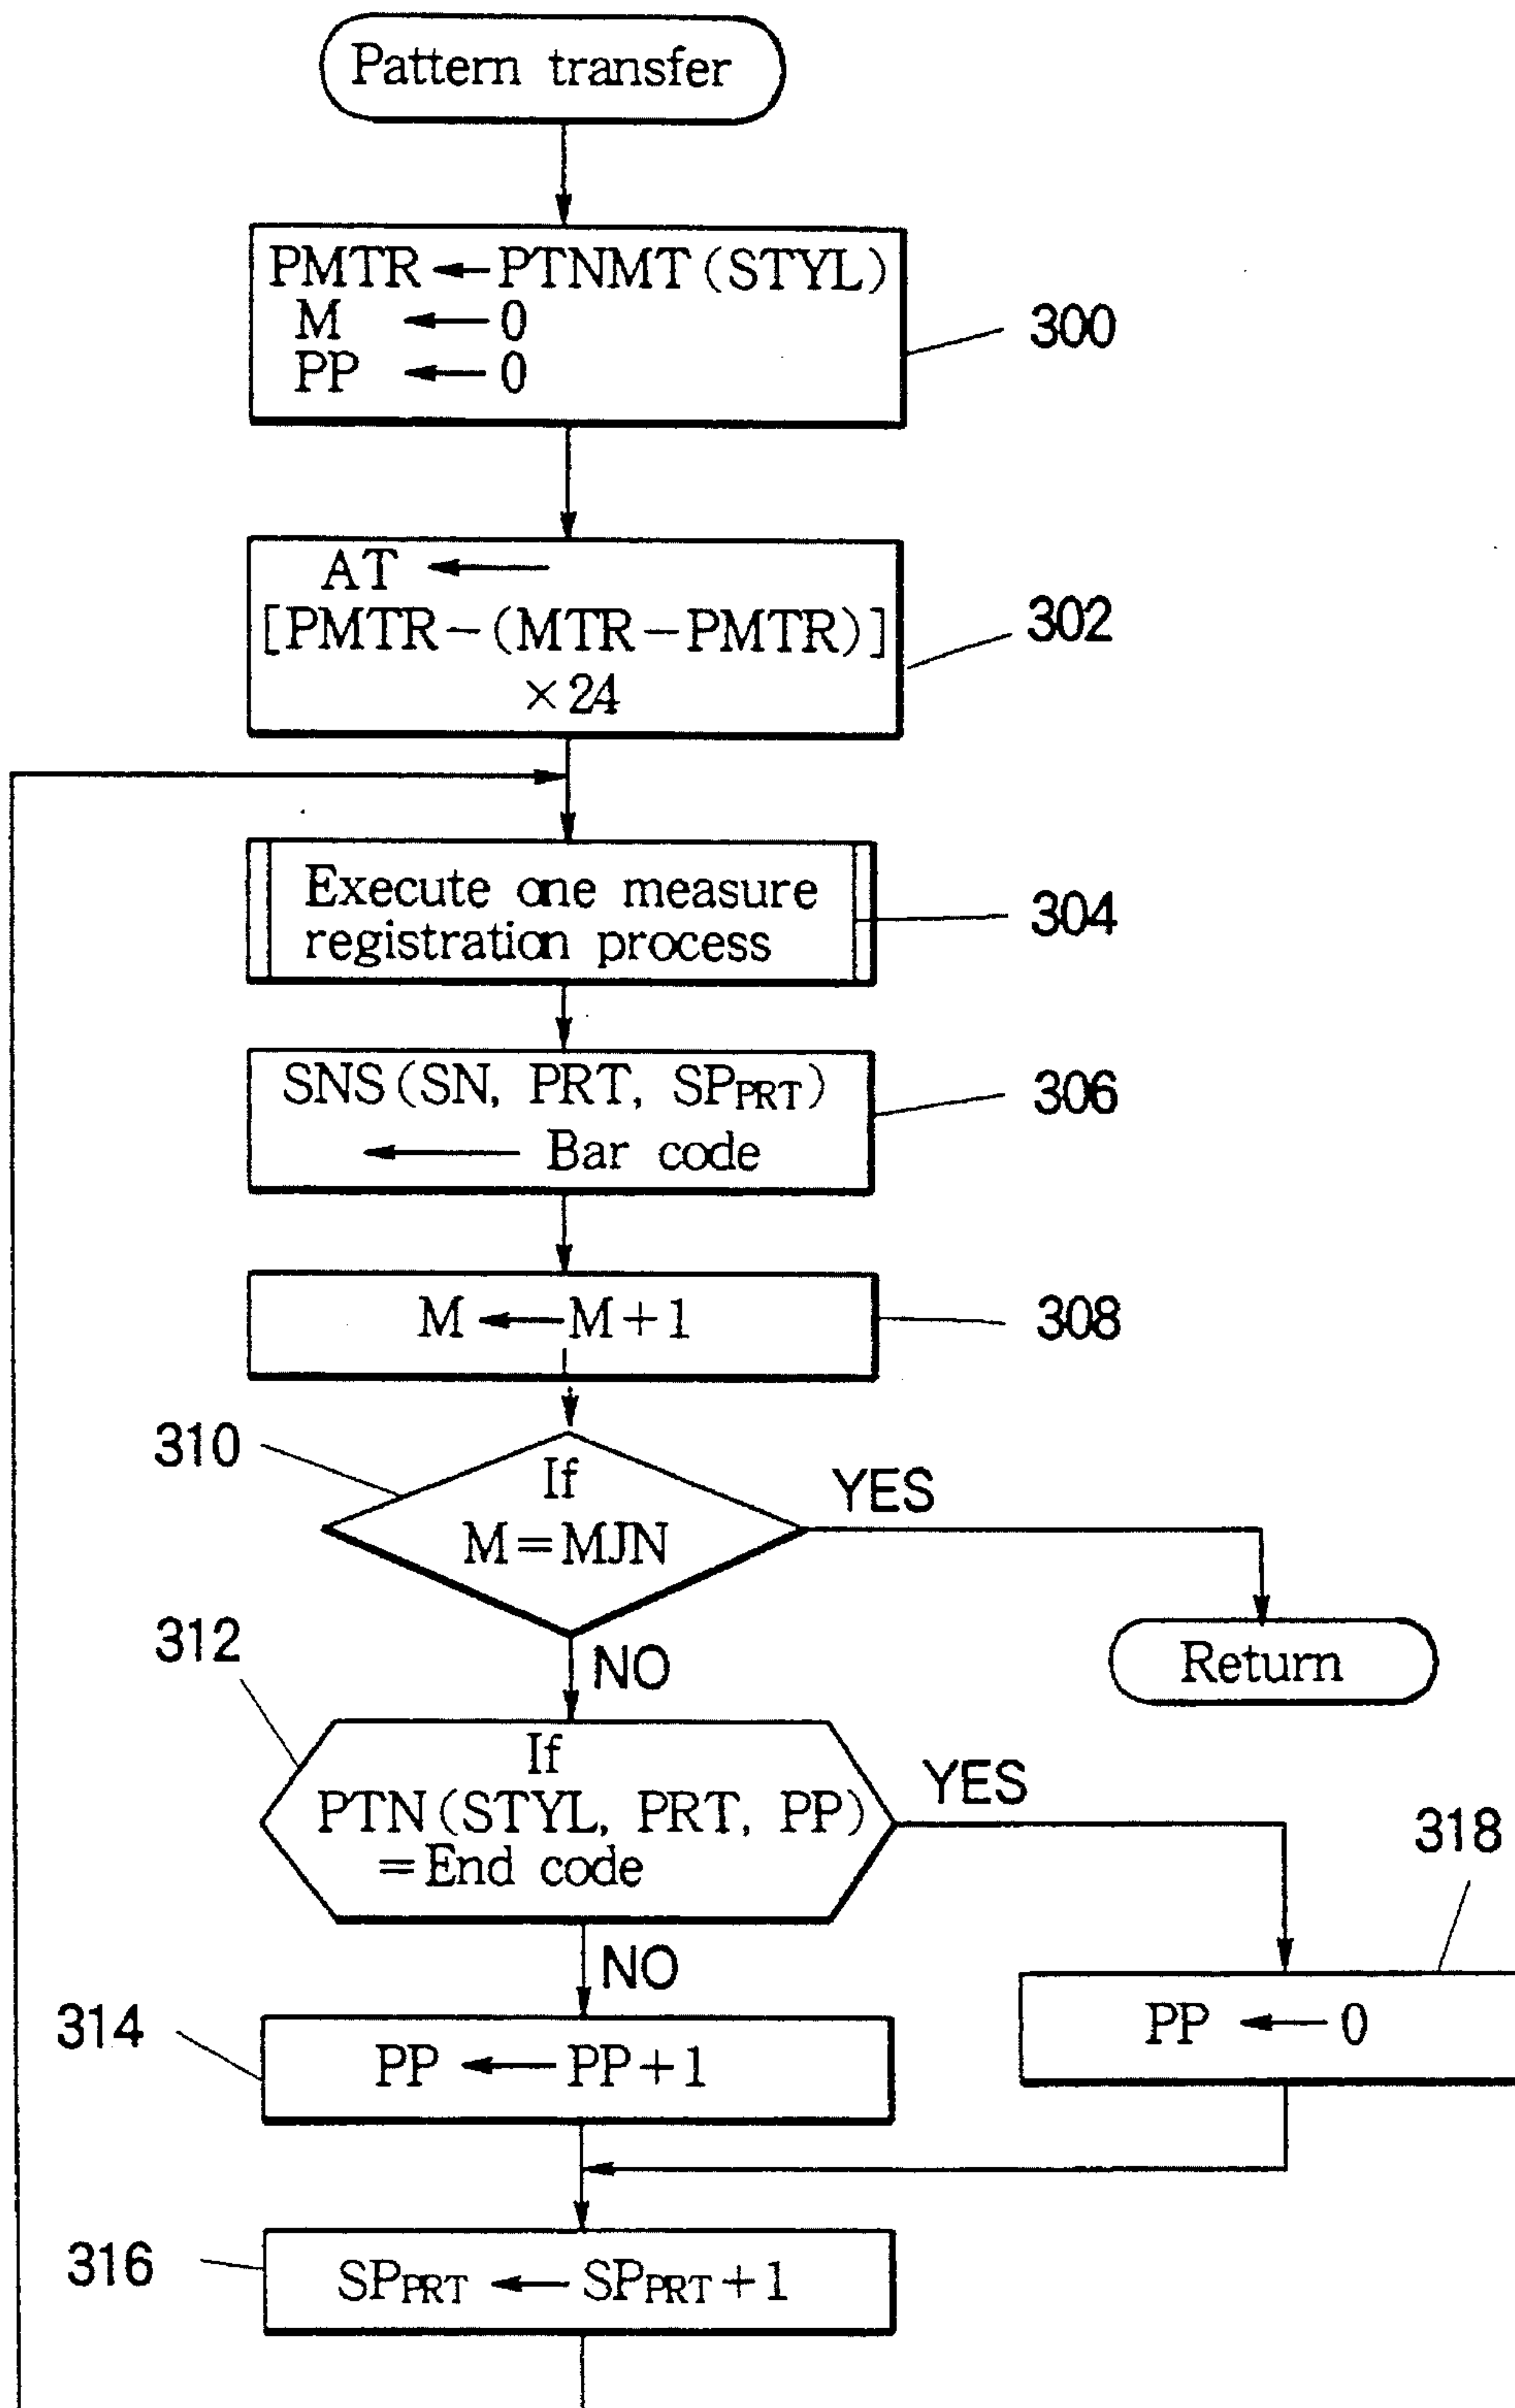 Pattern transfer
PMTR ← PTNMT (STYL)
M ← 0
PP ← 0
300
AT ←
[PMTR－(MTR－PMTR)]
×24
302
Execute one measure
registration process
304
SNS (SN, PRT, SPPRT)
← Bar code
306
M ← M+1
308
310
If
M=MJN
YES
Return
312
NO
If
PTN (STYL, PRT, PP)
=End code
YES
318
NO
314
PP ← PP+1
PP ← 0
316
SPPRT ← SPPRT+1